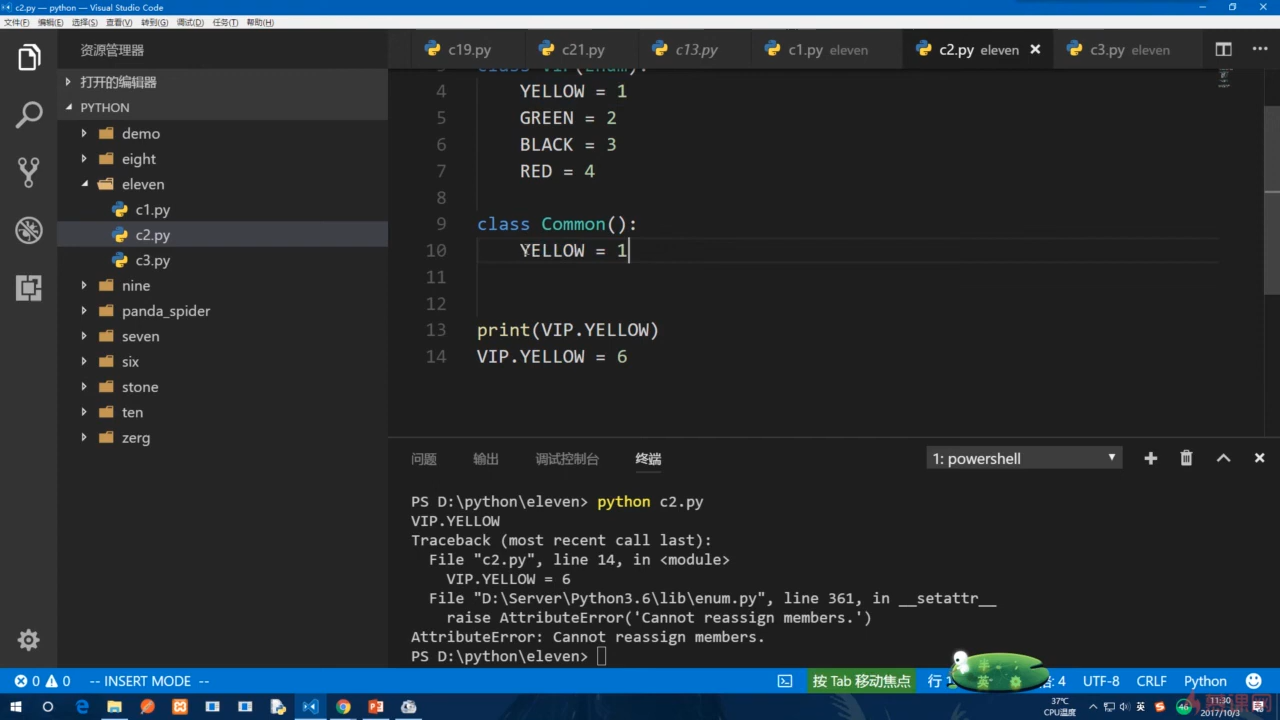 c2.py — python — Visual Studio Code
文件(F) 编辑(E) 选择(S) 查看(V) 转到(G) 调试(D) 任务(T) 帮助(H)
资源管理器
c19.py c21.py c13.py c1.py eleven c2.py eleven c3.py eleven
打开的编辑器
PYTHON
demo
eight
eleven
c1.py
c2.py
c3.py
nine
panda_spider
seven
six
stone
ten
zerg
class VIP(Enum):
4 YELLOW = 1
5 GREEN = 2
6 BLACK = 3
7 RED = 4
8
9 class Common():
10 YELLOW = 1
11
12
13 print(VIP.YELLOW)
14 VIP.YELLOW = 6
问题 输出 调试控制台 终端 1: powershell
PS D:\python\eleven> python c2.py
VIP.YELLOW
Traceback (most recent call last):
File "c2.py", line 14, in <module>
VIP.YELLOW = 6
File "D:\Server\Python3.6\lib\enum.py", line 361, in __setattr__
raise AttributeError('Cannot reassign members.')
AttributeError: Cannot reassign members.
PS D:\python\eleven>
0 0 -- INSERT MODE -- 按 Tab 移动焦点 行 格: 4 UTF-8 CRLF Python
半 英
37℃
CPU温度
英 46 11:30
2017/10/3